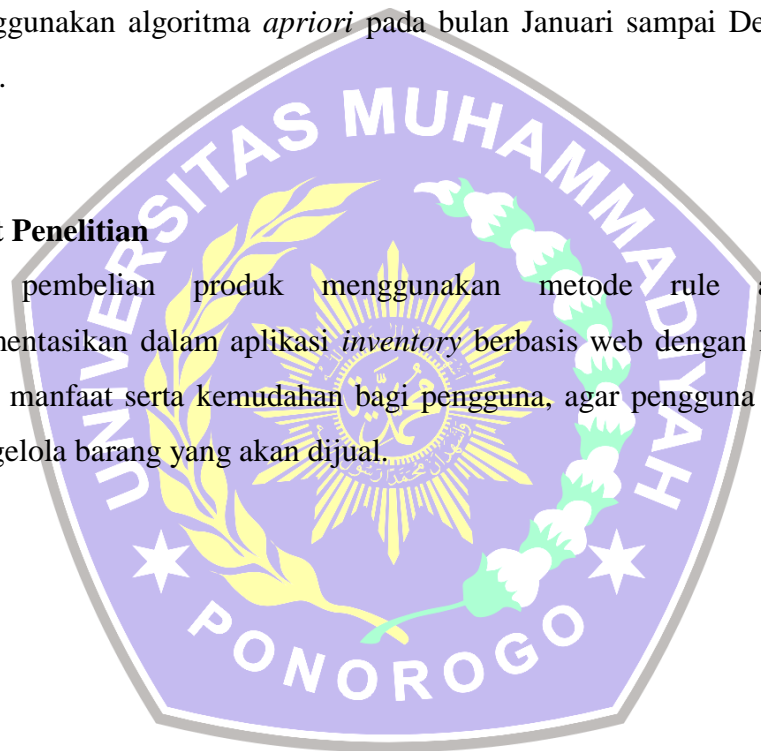 ggunakan algoritma apriori pada bulan Januari sampai De
.
t Penelitian
pembelian produk menggunakan metode rule a
mentasikan dalam aplikasi inventory berbasis web dengan
manfaat serta kemudahan bagi pengguna, agar pengguna
gelola barang yang akan dijual.
UNIVERSITAS MUHAMMADIYAH
PONOROGO